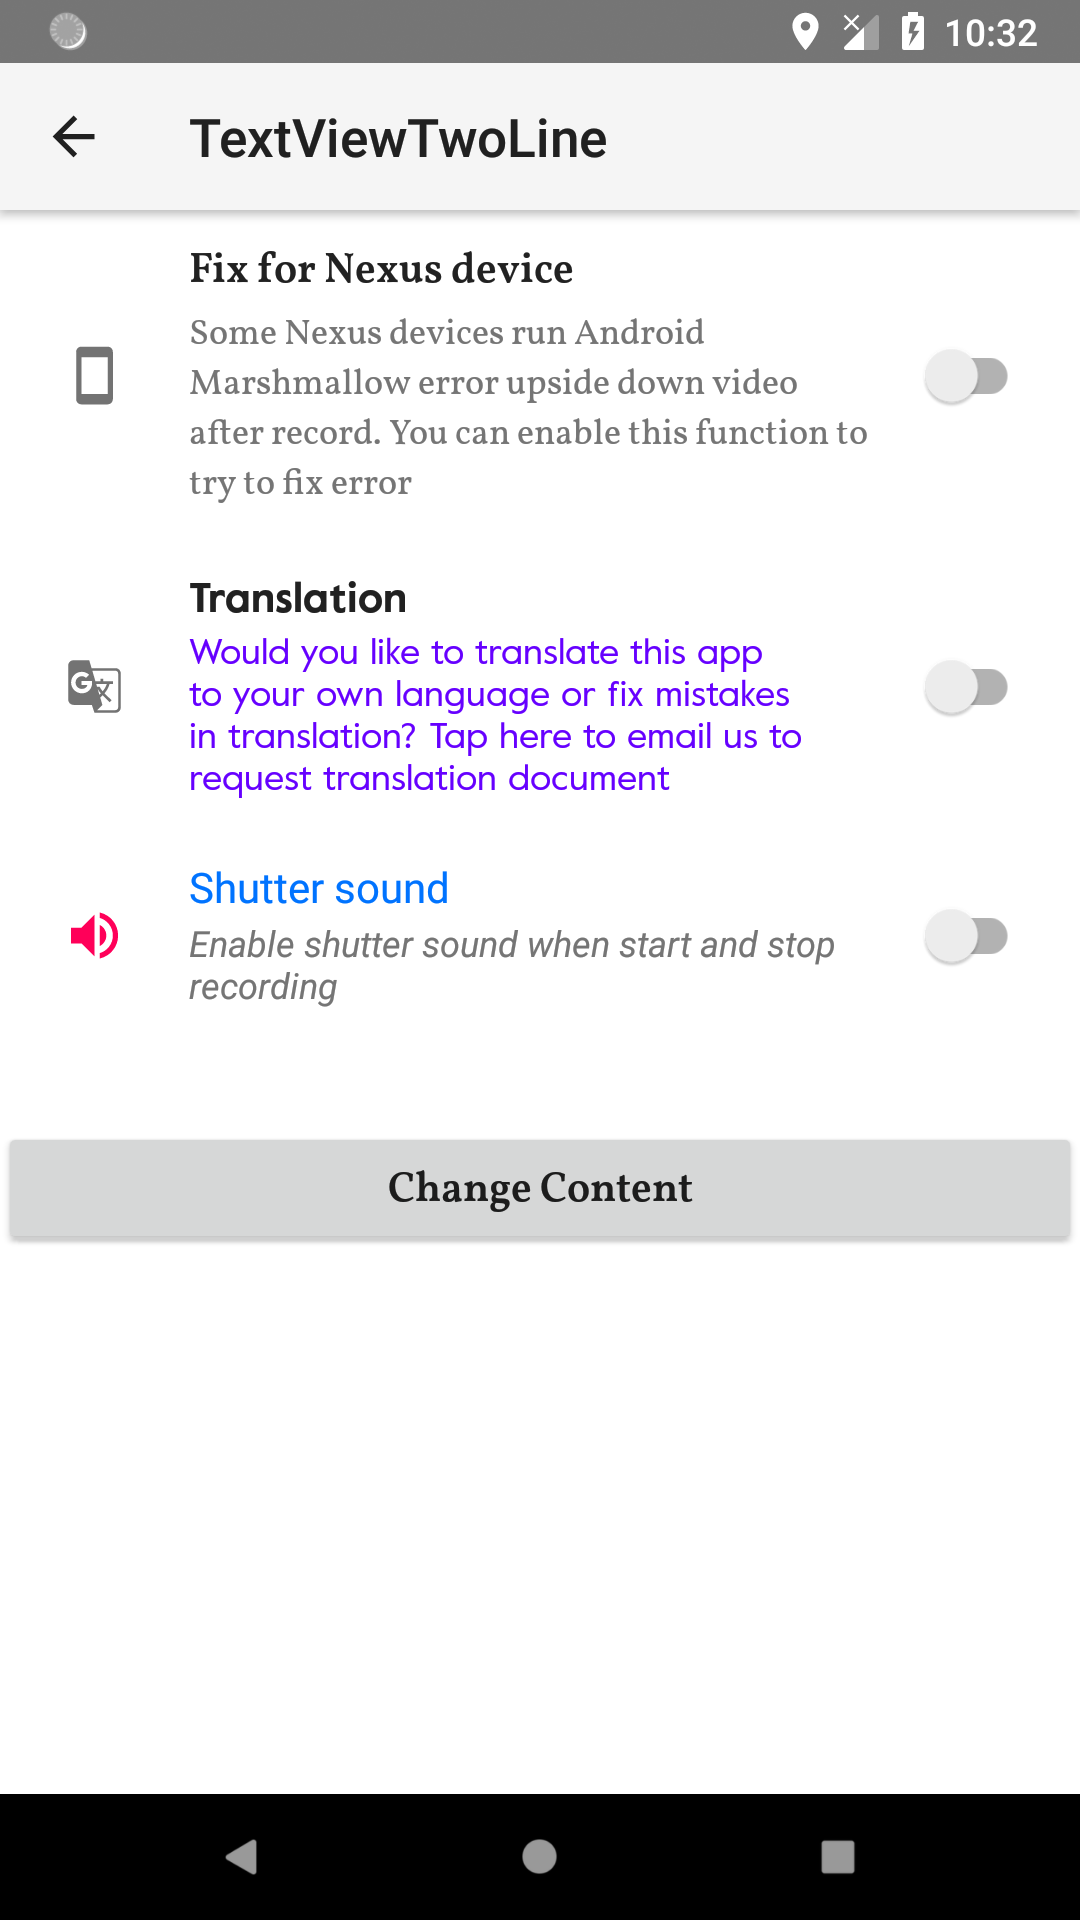 10:32
TextViewTwoLine
Fix for Nexus device
Some Nexus devices run Android
Marshmallow error upside down video
after record. You can enable this function to
try to fix error
Translation
Would you like to translate this app
to your own language or fix mistakes
in translation? Tap here to email us to
request translation document
Shutter sound
Enable shutter sound when start and stop
recording
Change Content